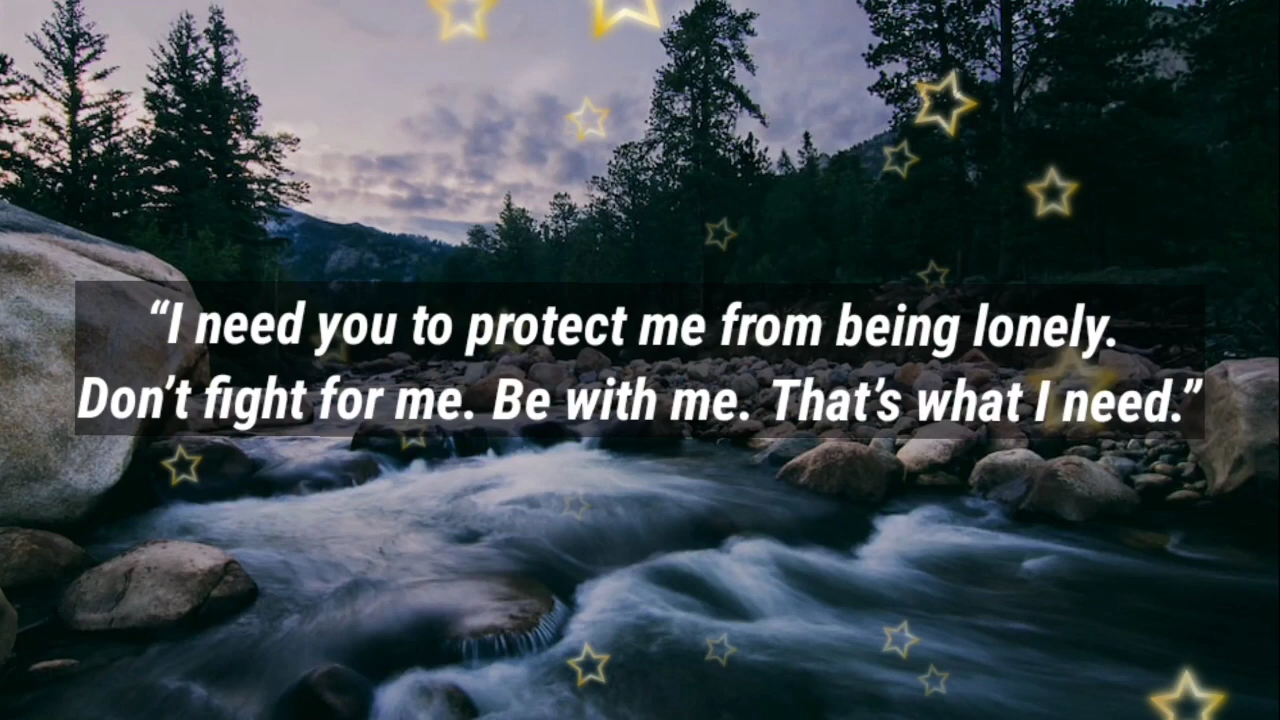 “I need you to protect me from being lonely.
Don’t fight for me. Be with me. That’s what I need.”